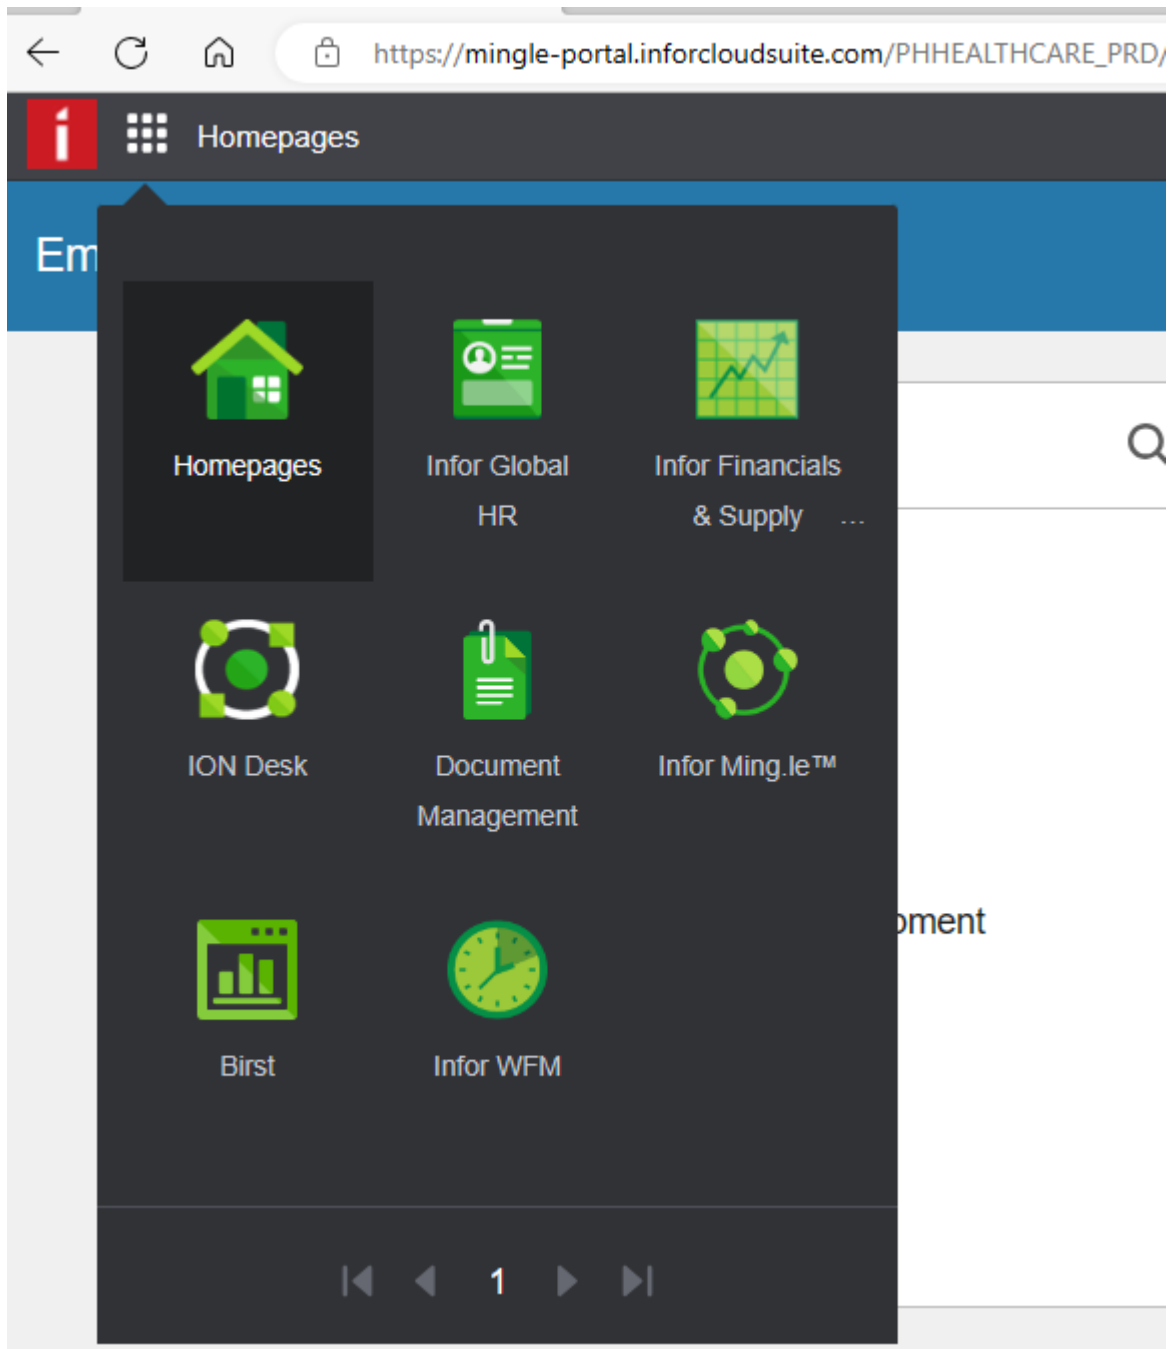 https://mingle-portal.inforcloudsuite.com/PHHEALTHCARE_PRD/
Homepages
Em
Homepages
Infor Global
HR
Infor Financials
& Supply ...
ION Desk
Document
Management
Infor Ming.le™
Birst
Infor WFM
pment
1